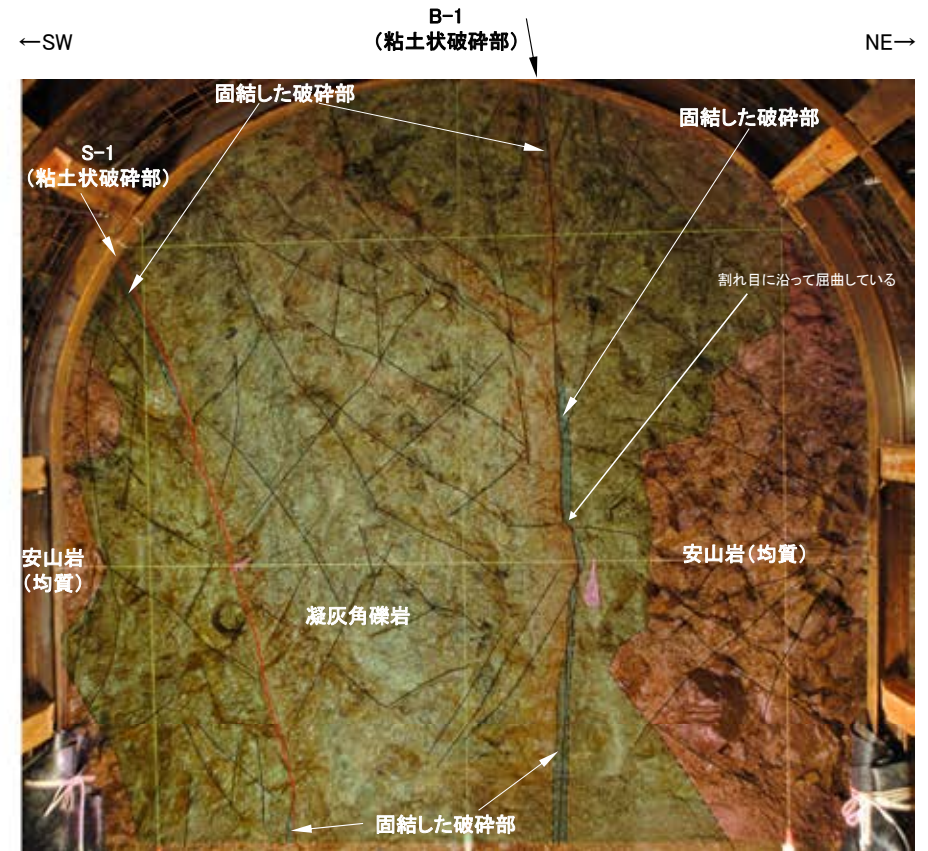 B-1
(粘土状破砕部)
←SW
NE→
固結した破砕部
固結した破砕部
S-1
(粘土状破砕部)
割れ目に沿って屈曲している
安山岩
(均質)
安山岩(均質)
凝灰角礫岩
固結した破砕部